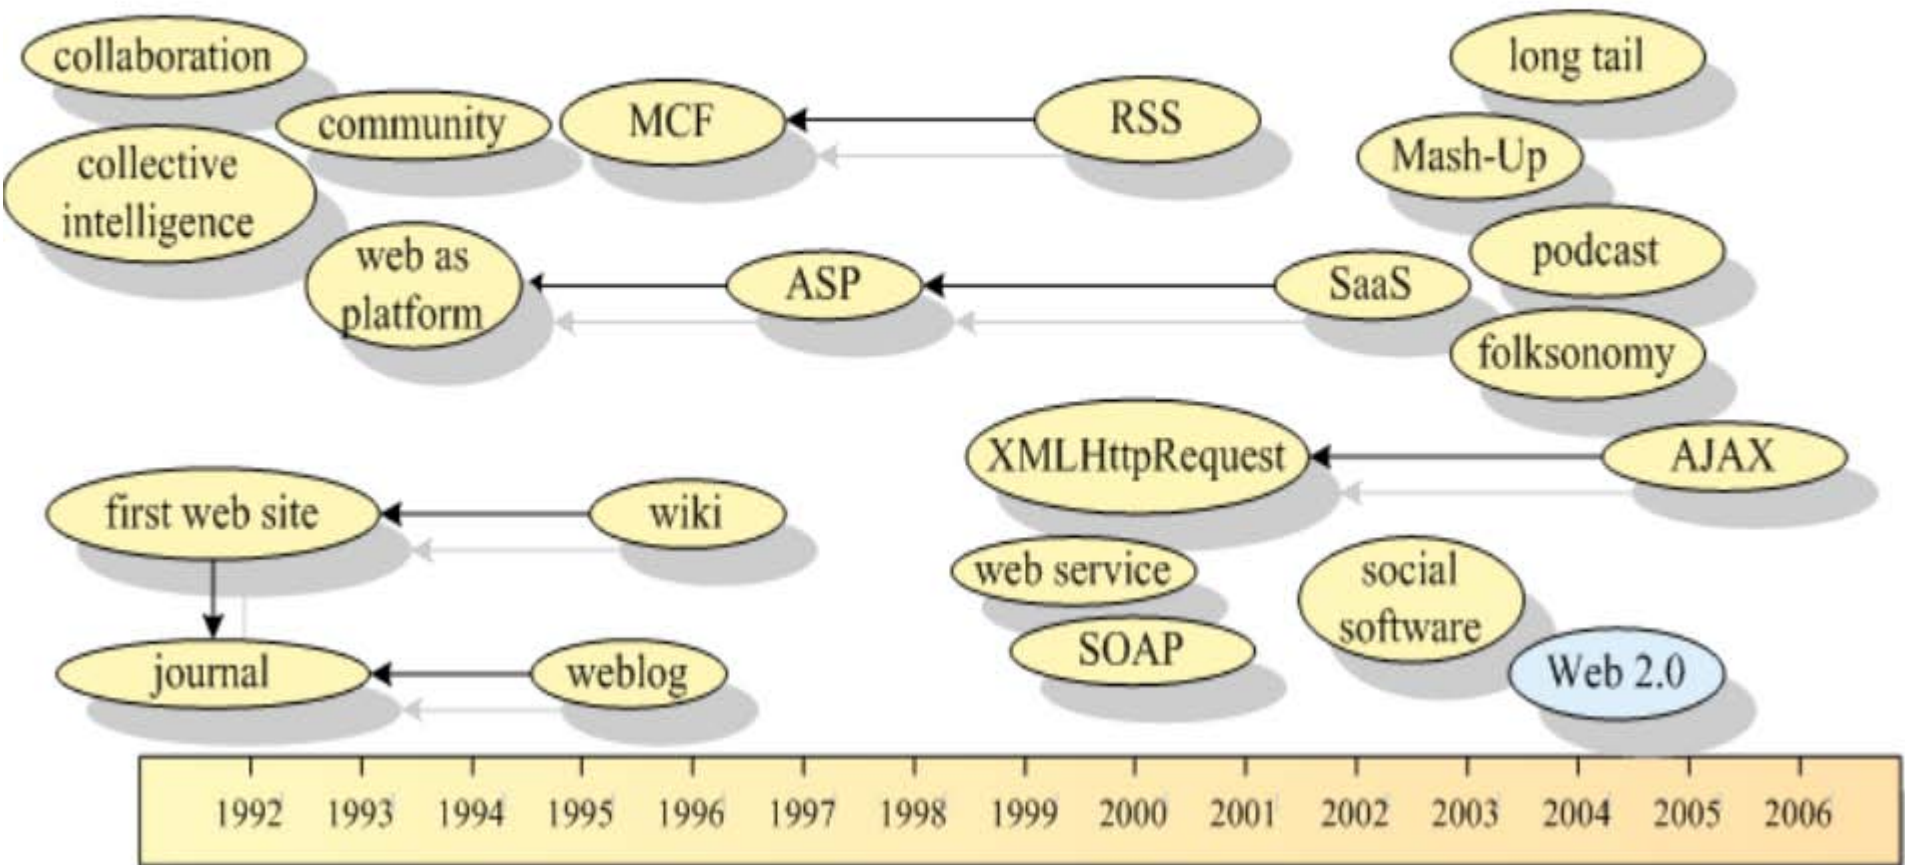 collaboration
long tail
community
MCF
RSS
Mash-Up
collective
intelligence
web as
platform
ASP
SaaS
podcast
folksonomy
XMLHttpRequest
AJAX
first web site
wiki
web service
social
software
SOAP
journal
weblog
Web 2.0
1992 1993 1994 1995 1996 1997 1998 1999 2000 2001 2002 2003 2004 2005 2006